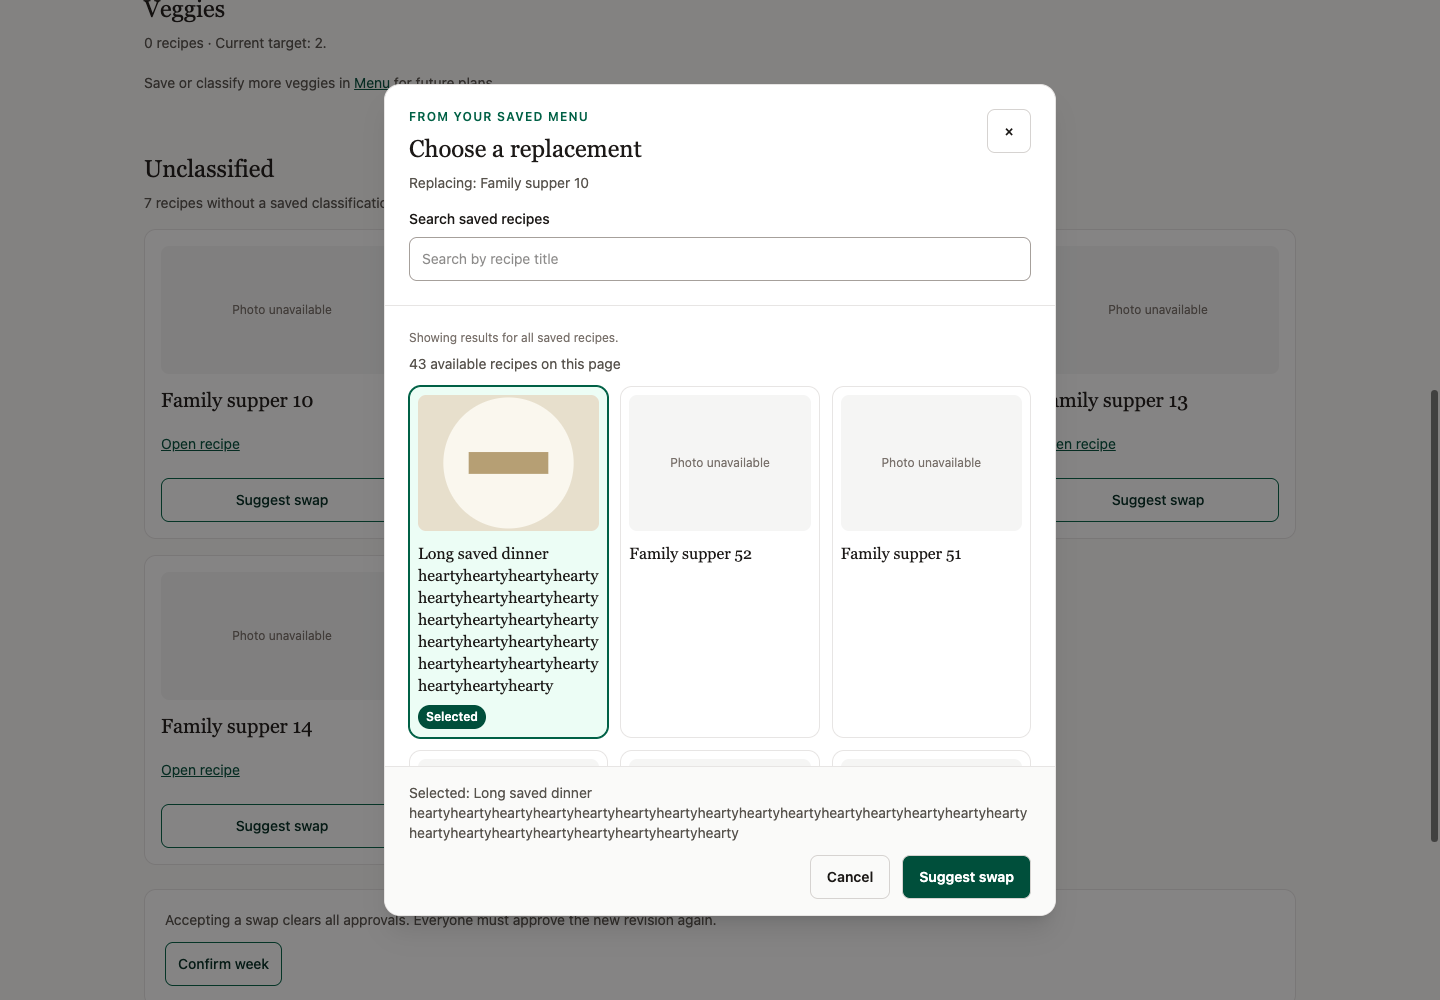 Veggies
0 recipes · Current target: 2.
Save or classify more veggies in Menu for future plans
Unclassified
7 recipes without a saved
Photo unavailable
Family supper 10
Open recipe
Suggest swap
Photo unavailable
Family supper 14
Open recipe
Suggest swap
FROM YOUR SAVED MENU
Choose a replacement
×
Replacing: Family supper 10
Search saved recipes
Search by recipe title
Showing results for all saved recipes.
43 available recipes on this page
Long saved dinner
heartyheartyheartyhearty
heartyheartyheartyhearty
heartyheartyheartyhearty
heartyheartyheartyhearty
heartyheartyheartyhearty
heartyheartyhearty
Selected
Photo unavailable
Family supper 52
Photo unavailable
Family supper 51
Selected: Long saved dinner
heartyheartyheartyheartyheartyheartyheartyheartyheartyheartyheartyheartyheartyheartyhearty
heartyheartyheartyheartyheartyheartyheartyhearty
Cancel
Suggest swap
Photo unavailable
supper 13
recipe
Suggest swap
Accepting a swap clears all approvals. Everyone must approve the new revision again.
Confirm week